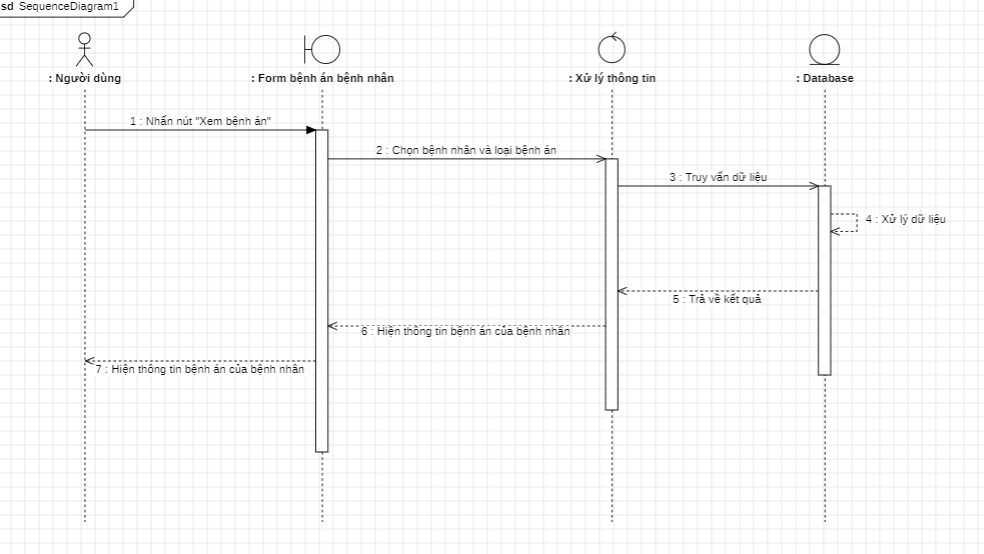 sd SequenceDiagram1
: Người dùng
: Form bệnh án bệnh nhân
: Xử lý thông tin
: Database
1 : Nhấn nút "Xem bệnh án"
2 : Chọn bệnh nhân và loại bệnh án
3 : Truy vấn dữ liệu
4 : Xử lý dữ liệu
5 : Trả về kết quả
6 : Hiện thông tin bệnh án của bệnh nhân
7 : Hiện thông tin bệnh án của bệnh nhân